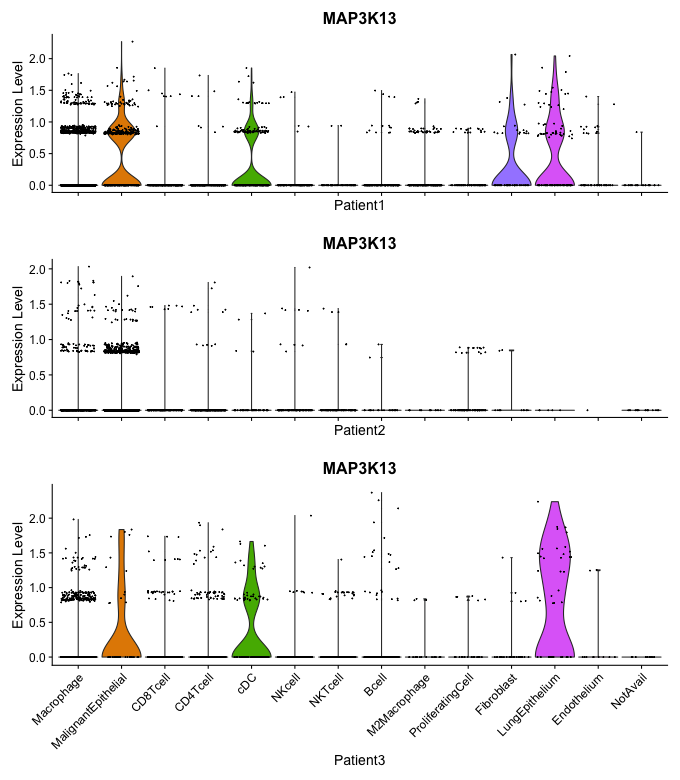 MAP3K13
Expression Level
2.0
1.5
1.0
0.5
0.0
Patient1
MAP3K13
Expression Level
2.0
1.5
1.0
0.5
0.0
Patient2
MAP3K13
Expression Level
2.0
1.5
1.0
0.5
0.0
Macrophage
MalignantEpithelial
CD8Tcell
CD4Tcell
cDC
NKcell
NKTcell
Bcell
M2Macrophage
ProliferatingCell
Fibroblast
LungEpithelium
Endothelium
NotAvail
Patient3